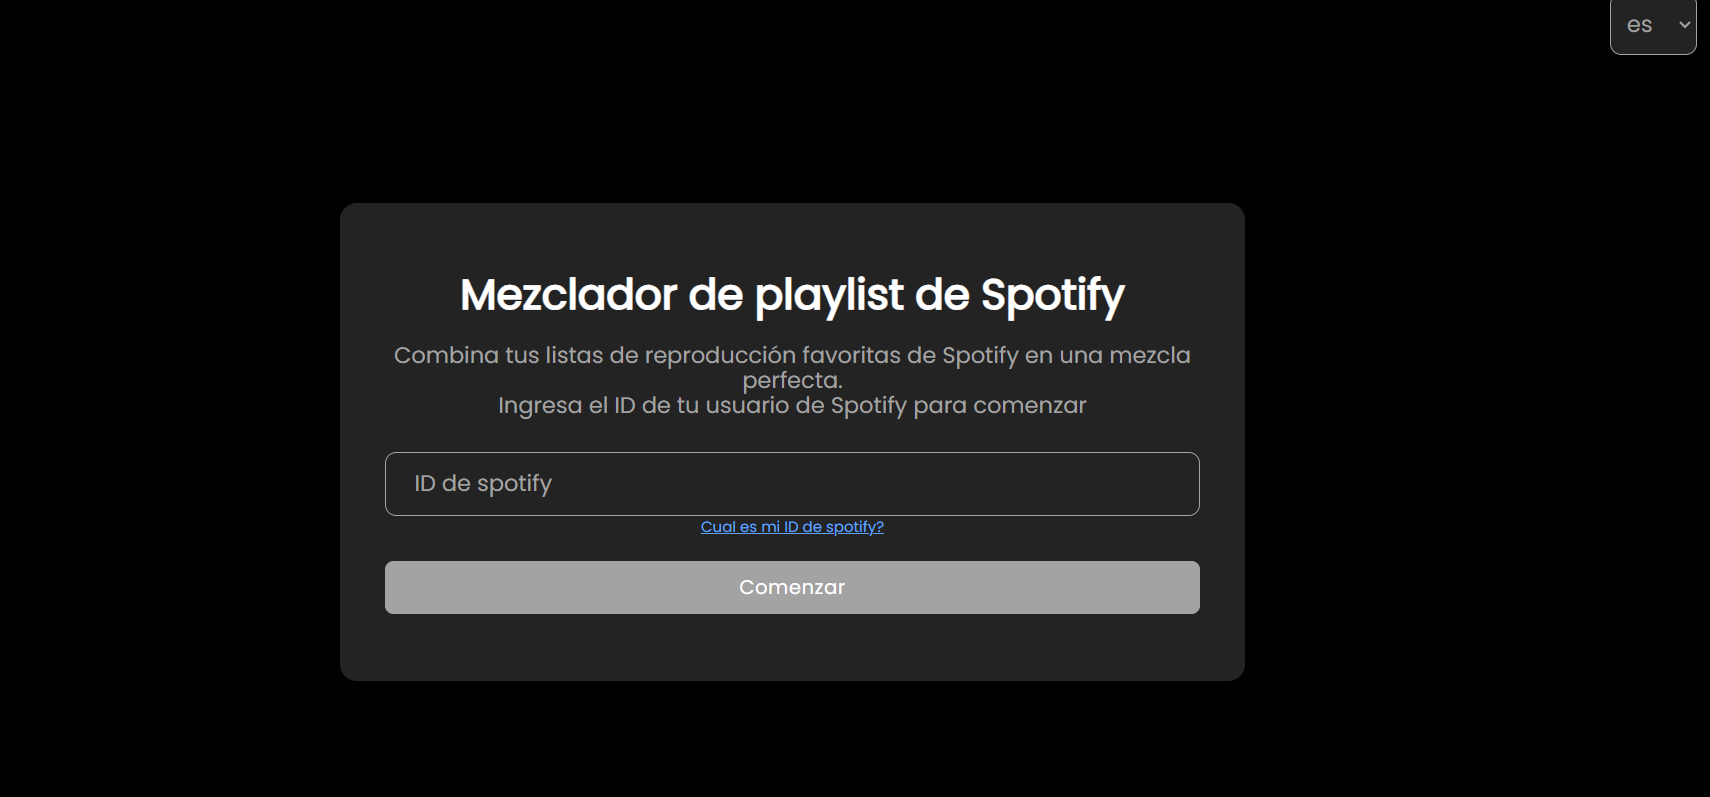 es
Mezclador de playlist de Spotify
Combina tus listas de reproducción favoritas de Spotify en una mezcla
perfecta.
Ingresa el ID de tu usuario de Spotify para comenzar
ID de spotify
Cual es mi ID de spotify?
Comenzar